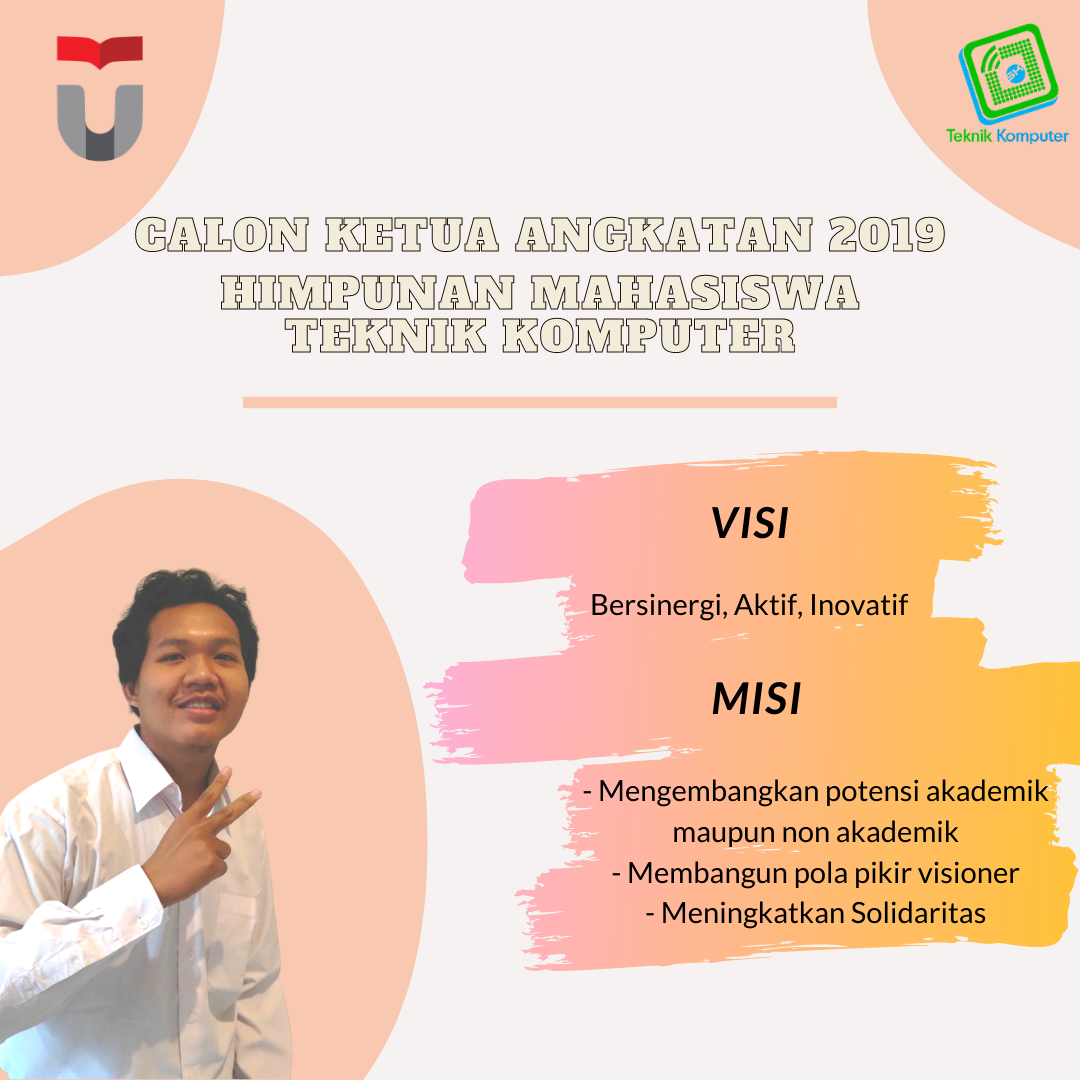 Teknik Komputer
CALON KETUA ANGKATAN 2019
HIMPUNAN MAHASISWA
TEKNIK KOMPUTER
VISI
Bersinergi, Aktif, Inovatif
MISI
- Mengembangkan potensi akademik
maupun non akademik
- Membangun pola pikir visioner
- Meningkatkan Solidaritas